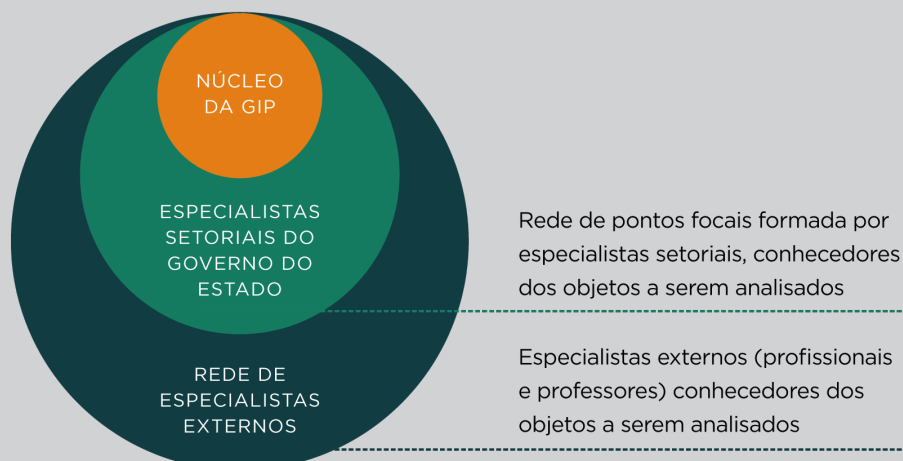 NÚCLEO
DA GIP
ESPECIALISTAS
SETORIAIS DO
GOVERNO DO
ESTADO
REDE DE
ESPECIALISTAS
EXTERNOS
Rede de pontos focais formada por
especialistas setoriais, conhecedores
dos objetos a serem analisados
Especialistas externos (profissionais
e professores) conhecedores dos
objetos a serem analisados